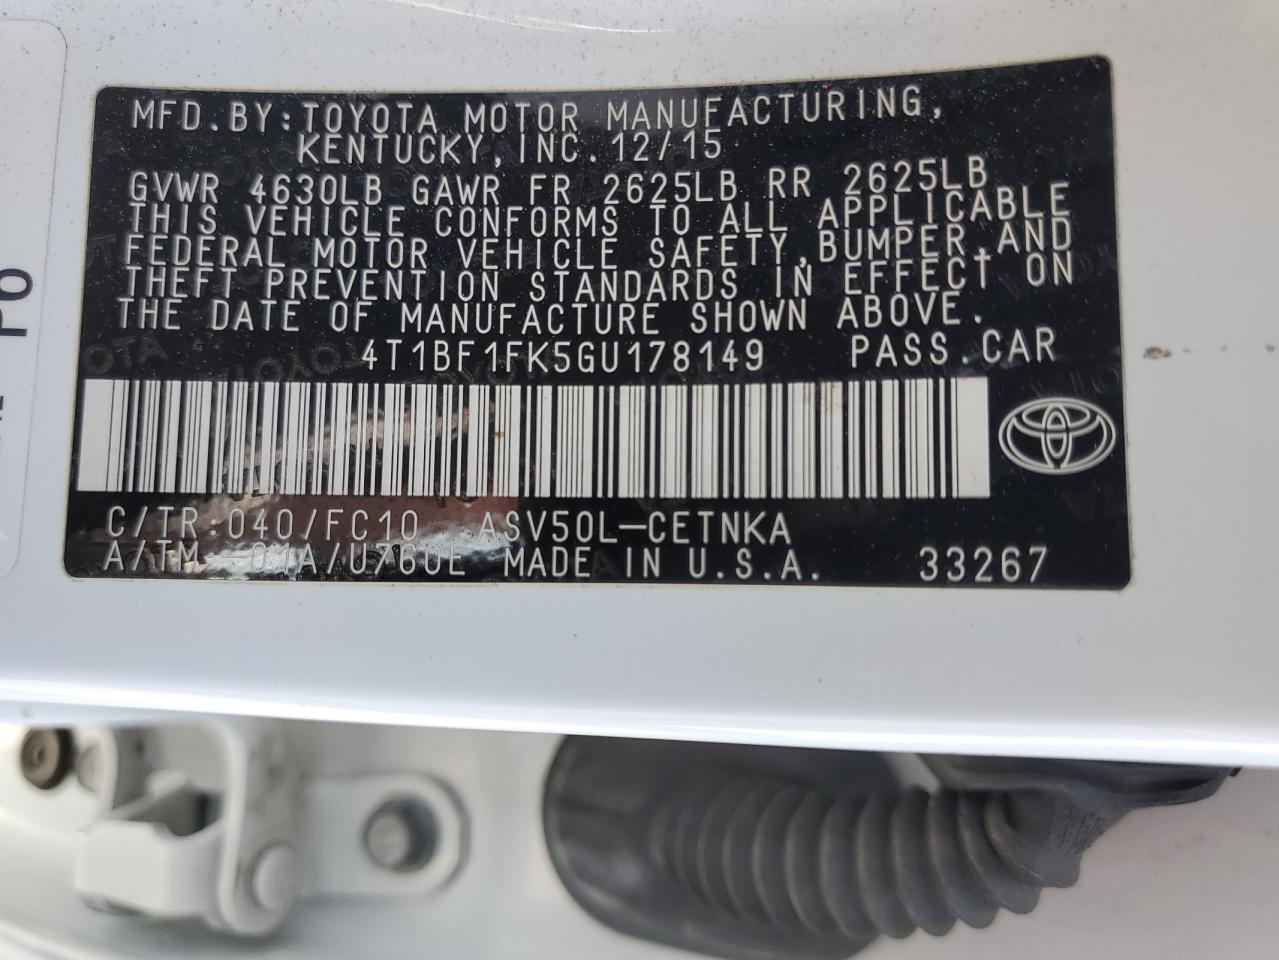 MFD.BY:TOYOTA MOTOR MANUFACTURING,
KENTUCKY,INC.12/15
GVWR 4630LB GAWR FR 2625LB RR 2625LB
THIS VEHICLE CONFORMS TO ALL APPLICABLE
FEDERAL MOTOR VEHICLE SAFETY,BUMPER,AND
THEFT PREVENTION STANDARDS IN EFFECT ON
THE DATE OF MANUFACTURE SHOWN ABOVE.
4T1BF1FK5GU178149 PASS.CAR
C/TR:040/FC10 ASV50L-CETNKA
A/TM 01A/U760E MADE IN U.S.A. 33267